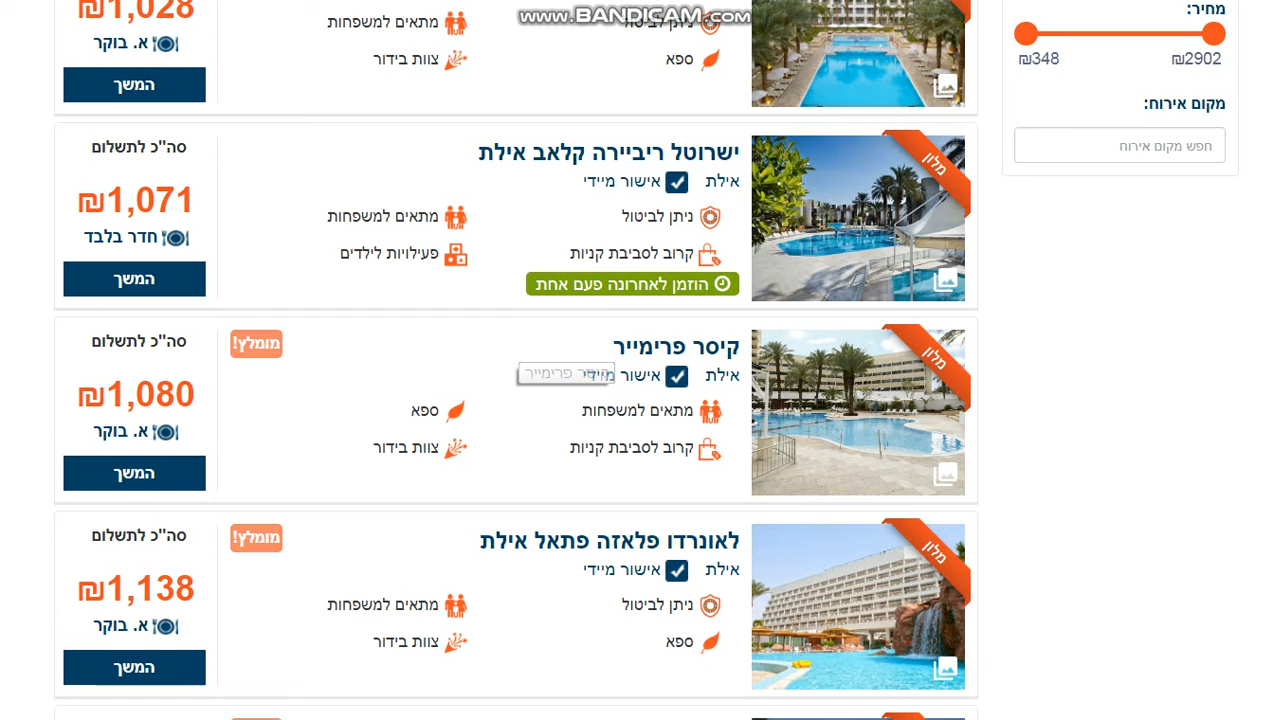 www.BANDICAM.com
₪1,028
א. בוקר
המשך
מתאים למשפחות
ניתן לביטול
צוות בידור
ספא
מחיר:
₪2902
₪348
מקום אירוח:
חפש מקום אירוח
מלון
ישרוטל ריביירה קלאב אילת
אילת
אישור מיידי
ניתן לביטול
מתאים למשפחות
קרוב לסביבת קניות
פעילויות לילדים
הוזמן לאחרונה פעם אחת
סה"כ לתשלום
₪1,071
חדר בלבד
המשך
מלון
קיסר פרימייר
אילת
אישור מיידי
קיסר פרימייר
מתאים למשפחות
ספא
קרוב לסביבת קניות
צוות בידור
מומלץ!
סה"כ לתשלום
₪1,080
א. בוקר
המשך
מלון
לאונרדו פלאזה פתאל אילת
אילת
אישור מיידי
ניתן לביטול
מתאים למשפחות
ספא
צוות בידור
מומלץ!
סה"כ לתשלום
₪1,138
א. בוקר
המשך